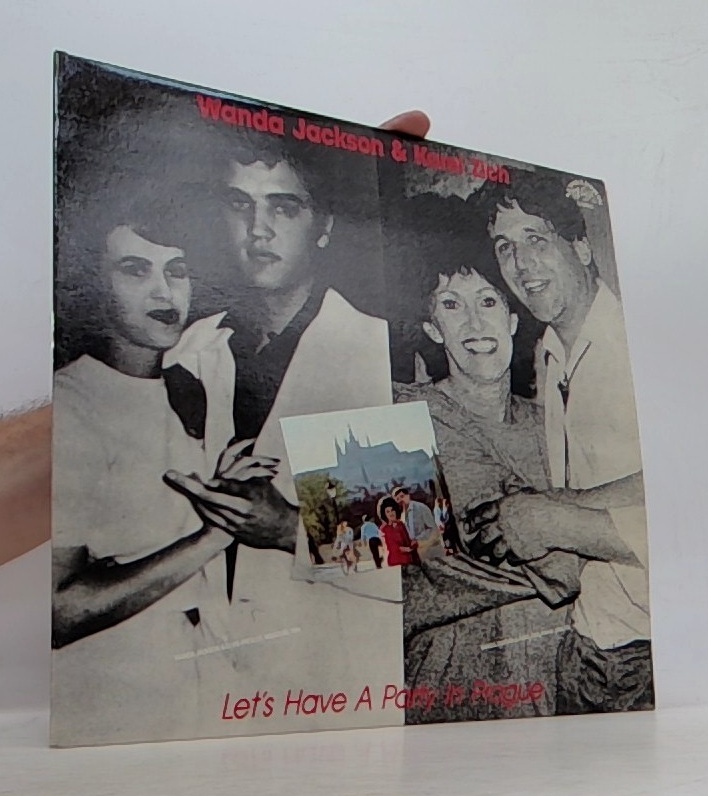 Wanda Jackson & Karel Zich
Let's Have A Party In Prague